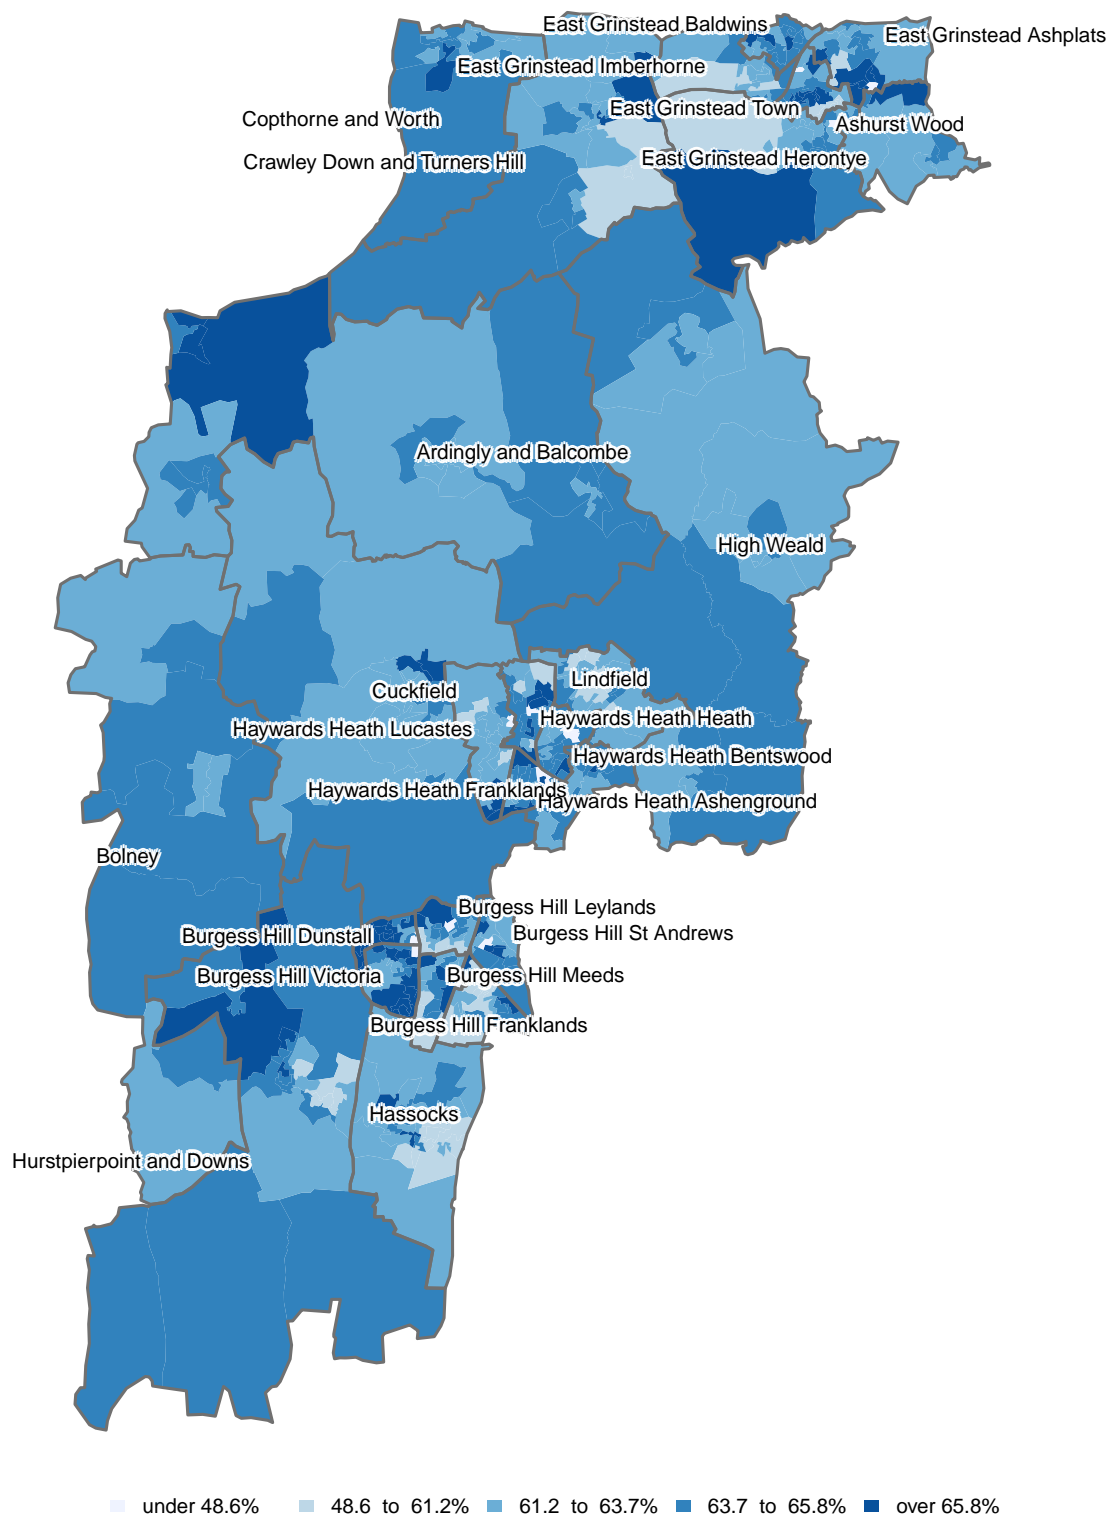 East Grinstead Baldwins
East Grinstead Ashplats
East Grinstead Imberhorne
East Grinstead Town
Copthorne and Worth
Ashurst Wood
East Grinstead Herontye
Crawley Down and Turners Hill
Ardingly and Balcombe
High Weald
Lindfield
Cuckfield
Haywards Heath Heath
Haywards Heath Lucastes
Haywards Heath Bentswood
Haywards Heath Franklands
Haywards Heath Ashenground
Bolney
Burgess Hill Leylands
Burgess Hill Dunstall
Burgess Hill St Andrews
Burgess Hill Victoria
Burgess Hill Meeds
Burgess Hill Franklands
Hassocks
Hurstpierpoint and Downs
under 48.6% 48.6 to 61.2% 61.2 to 63.7% 63.7 to 65.8% over 65.8%